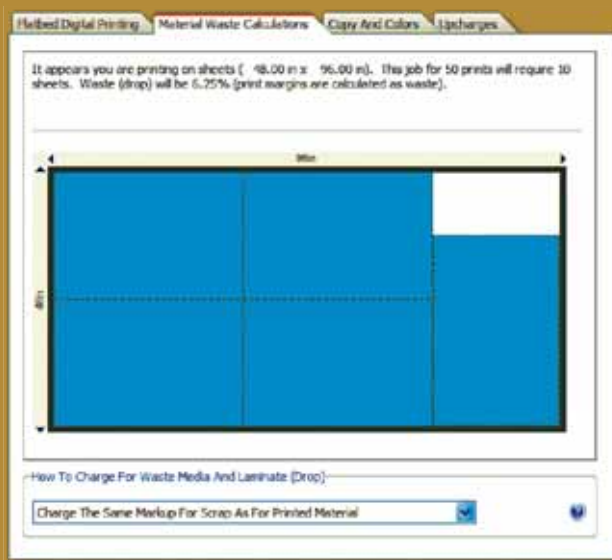 Flatbed Digital Printing Material Waste Calculations Copy And Colors Upcharges
It appears you are printing on sheets ( 48.00 in x 96.00 in). This job for 50 prints will require 10
sheets. Waste (drop) will be 6.25% (print margins are calculated as waste).
96in
48in
How To Charge For Waste Media And Laminate (Drop)
Charge The Same Markup For Scrap As For Printed Material